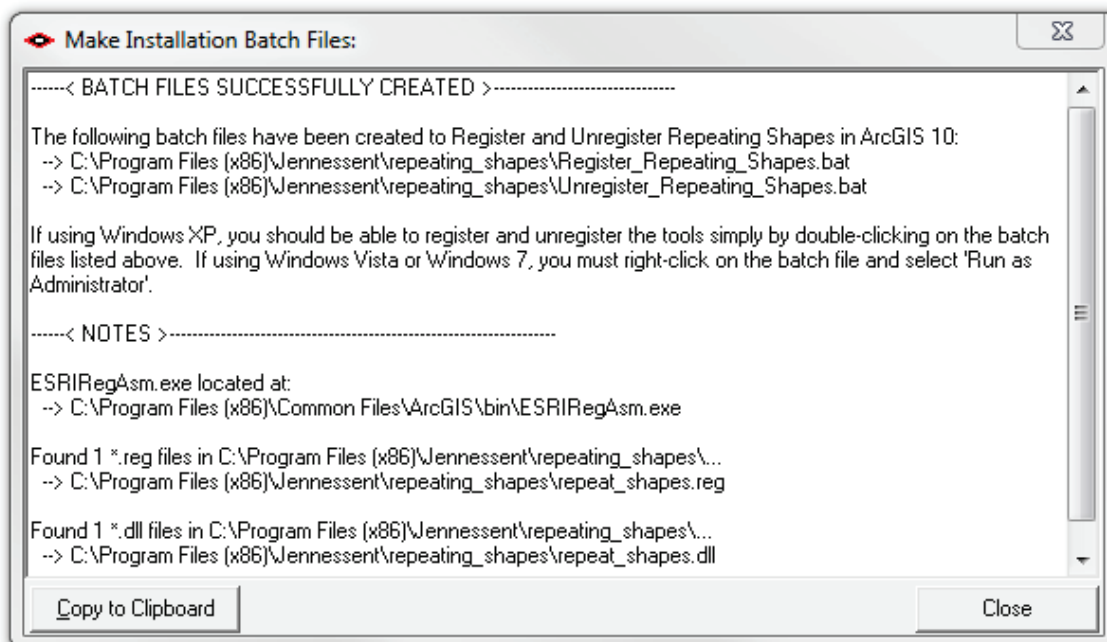 Make Installation Batch Files:
------< BATCH FILES SUCCESSFULLY CREATED >--------------------------------
The following batch files have been created to Register and Unregister Repeating Shapes in ArcGIS 10:
--> C:\Program Files (x86)\Jennessent\repeating_shapes\Register_Repeating_Shapes.bat
--> C:\Program Files (x86)\Jennessent\repeating_shapes\Unregister_Repeating_Shapes.bat
If using Windows XP, you should be able to register and unregister the tools simply by double-clicking on the batch
files listed above.  If using Windows Vista or Windows 7, you must right-click on the batch file and select 'Run as
Administrator'.
------< NOTES >--------------------------------------------------------------------
ESRIRegAsm.exe located at:
--> C:\Program Files (x86)\Common Files\ArcGIS\bin\ESRIRegAsm.exe
Found 1 *.reg files in C:\Program Files (x86)\Jennessent\repeating_shapes\...
--> C:\Program Files (x86)\Jennessent\repeating_shapes\repeat_shapes.reg
Found 1 *.dll files in C:\Program Files (x86)\Jennessent\repeating_shapes\...
--> C:\Program Files (x86)\Jennessent\repeating_shapes\repeat_shapes.dll
Copy to Clipboard
Close